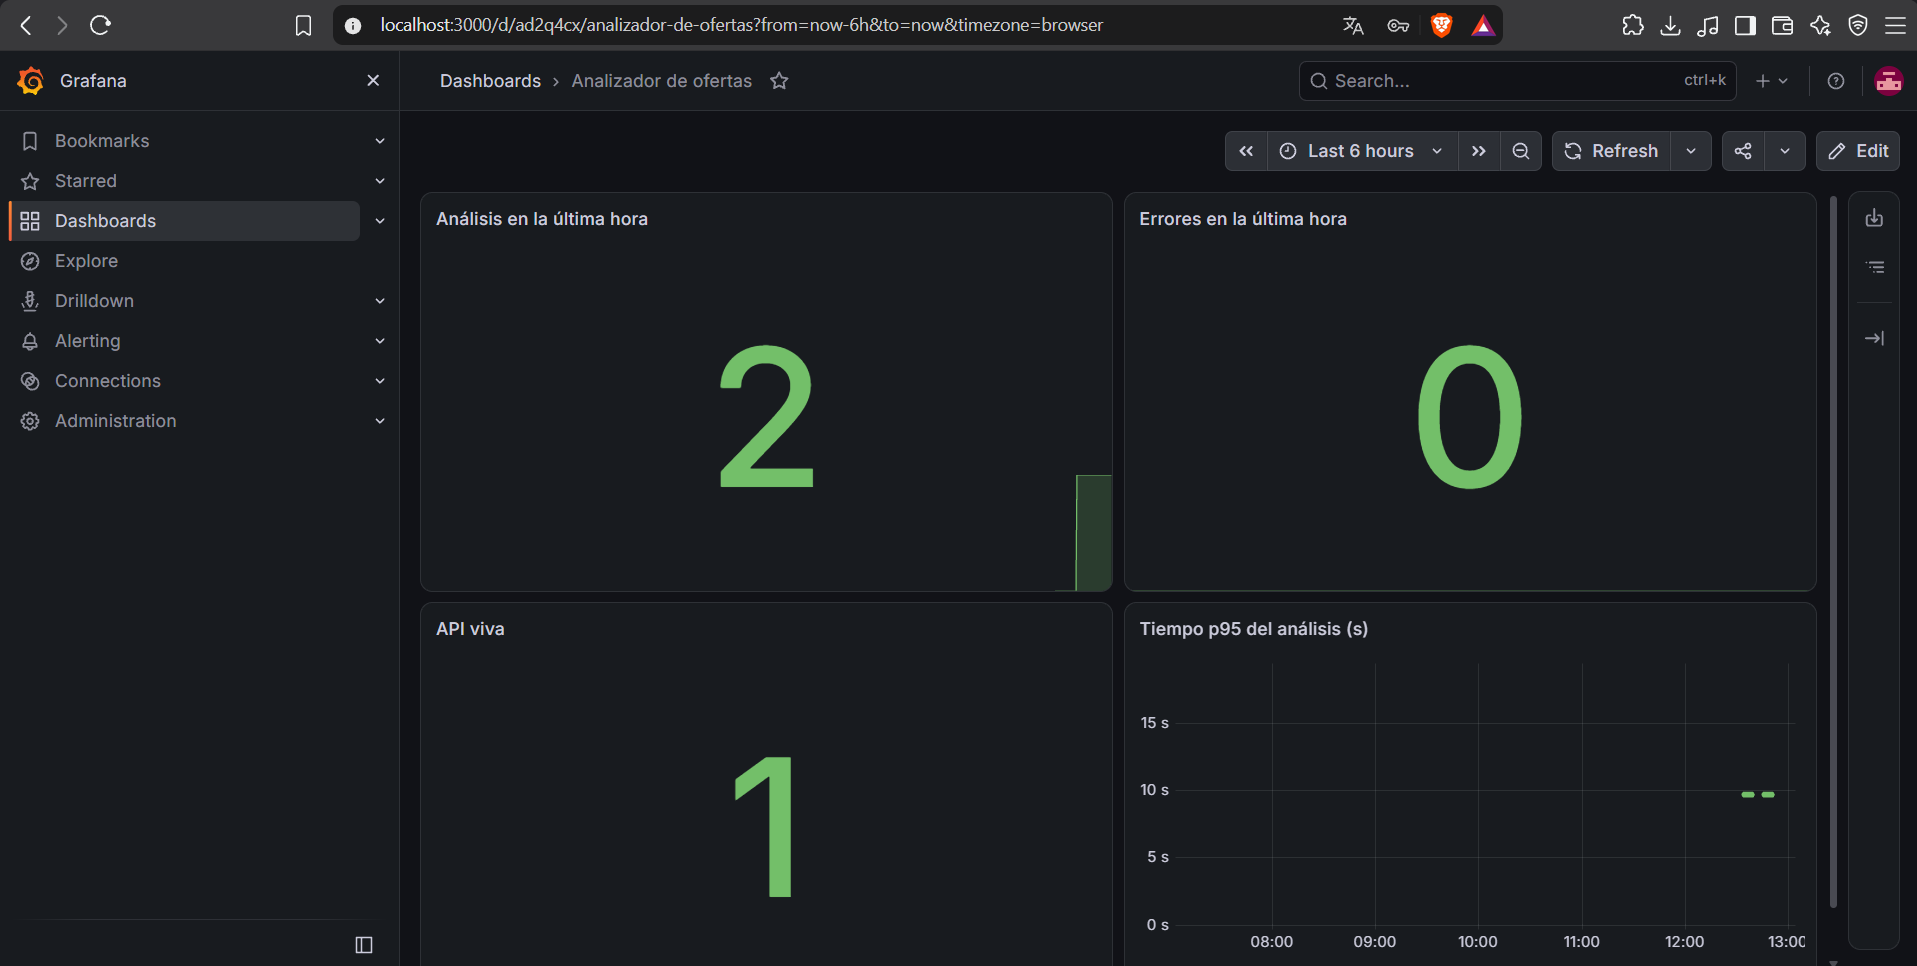 localhost:3000/d/ad2q4cx/analizador-de-ofertas?from=now-6h&to=now&timezone=browser
Grafana
Dashboards › Analizador de ofertas
Search...
ctrl+k
Bookmarks
Starred
Dashboards
Explore
Drilldown
Alerting
Connections
Administration
Last 6 hours
Refresh
Edit
Análisis en la última hora
2
Errores en la última hora
0
API viva
1
Tiempo p95 del análisis (s)
15 s
10 s
5 s
0 s
08:00
09:00
10:00
11:00
12:00
13:00